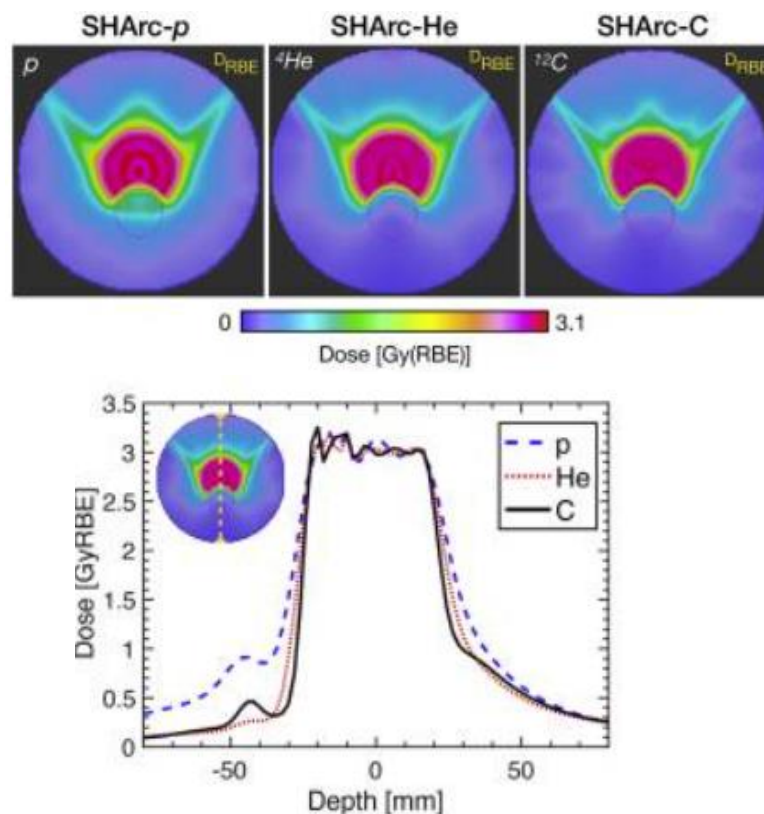 SHArc-p SHArc-He SHArc-C
p DRBE 4He DRBE 12C DRBE
0 3.1
Dose [Gy(RBE)]
3.5
3
2.5
2
1.5
1
0.5
0
Dose [GyRBE]
p
He
C
-50 0 50
Depth [mm]